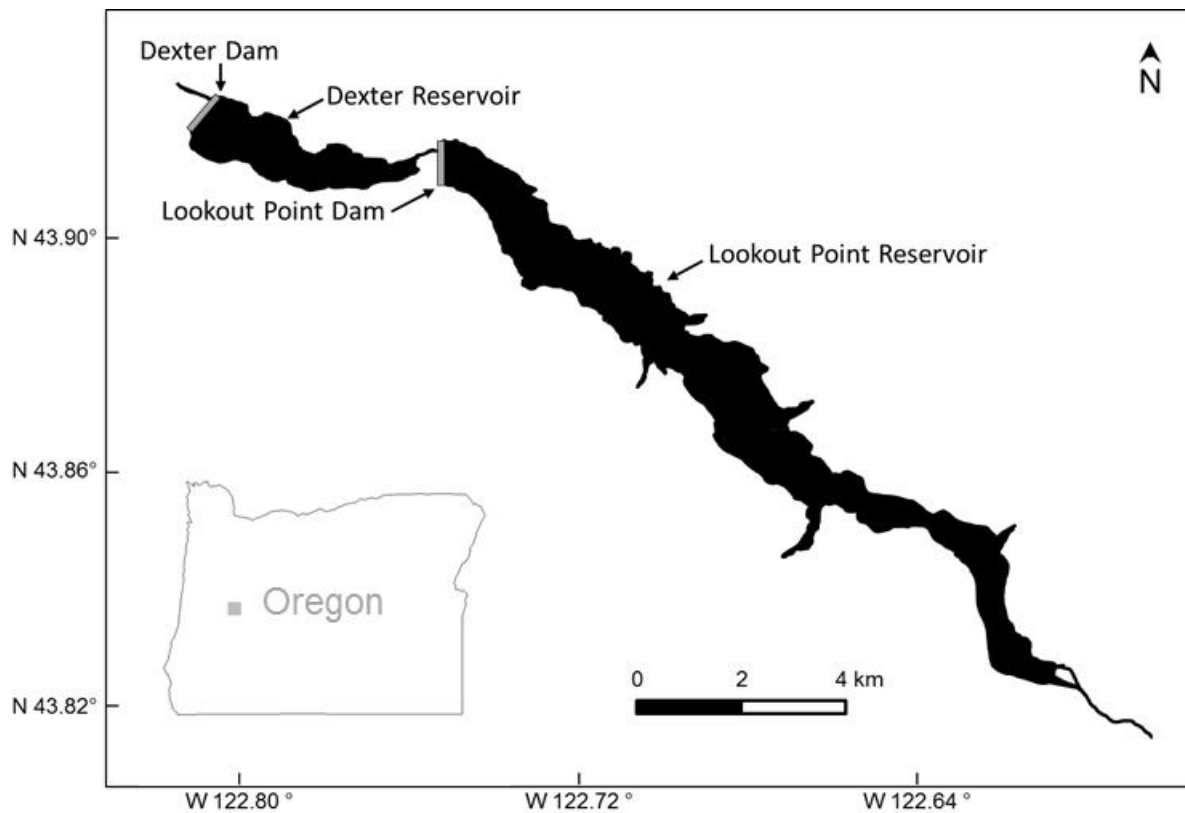 Dexter Dam
Dexter Reservoir
N
Lookout Point Dam
N 43.90°
Lookout Point Reservoir
N 43.86°
Oregon
0 2 4 km
N 43.82°
W 122.80 ° W 122.72 ° W 122.64 °